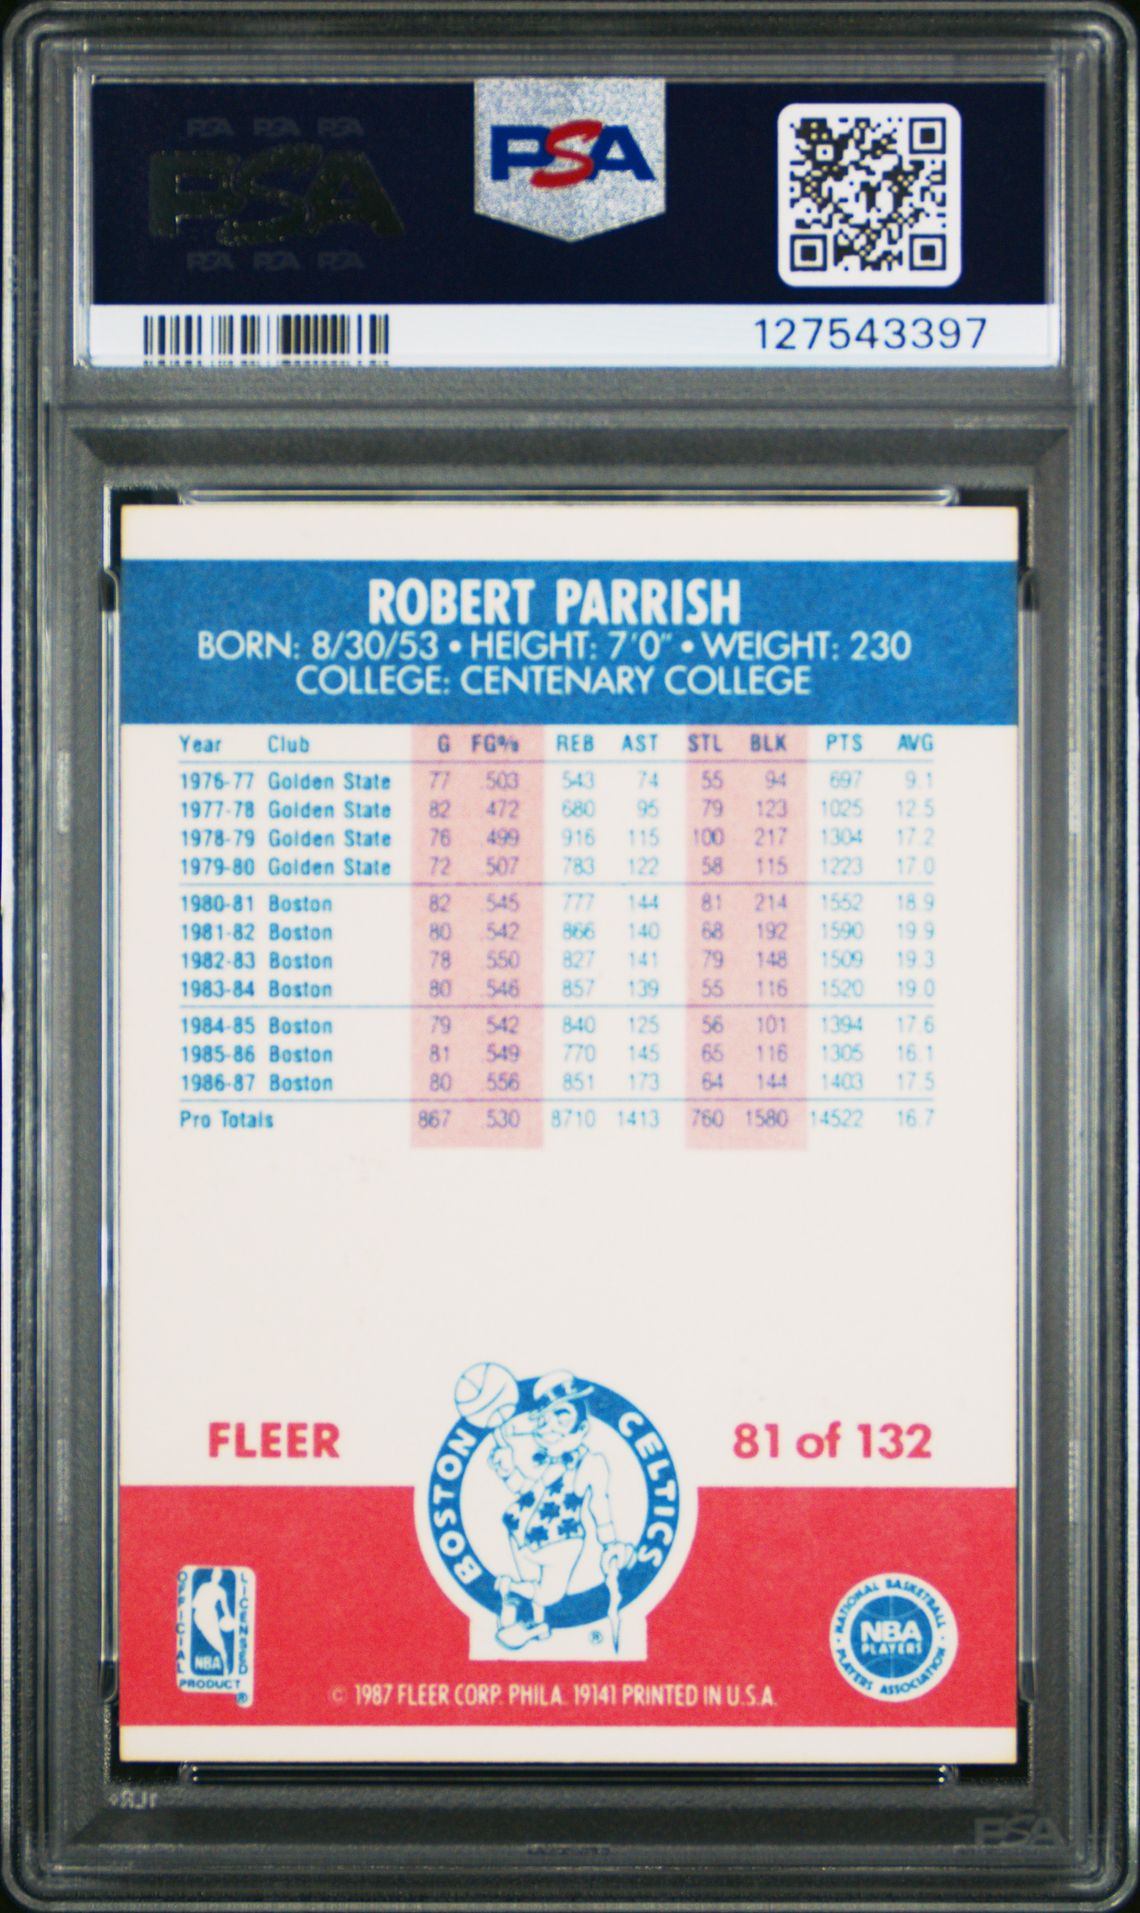 PSA PSA PSA
PSA
PSA PSA PSA
PSA
127543397
ROBERT PARRISH
BORN: 8/30/53 • HEIGHT: 7'0" • WEIGHT: 230
COLLEGE: CENTENARY COLLEGE
Year Club G FG% REB AST STL BLK PTS AVG
1976-77 Golden State 77 .503 543 74 55 94 697 9.1
1977-78 Golden State 82 .472 680 95 79 123 1025 12.5
1978-79 Golden State 76 .499 916 115 100 217 1304 17.2
1979-80 Golden State 72 .507 783 122 58 115 1223 17.0
1980-81 Boston 82 .545 777 144 81 214 1552 18.9
1981-82 Boston 80 .542 866 140 68 192 1590 19.9
1982-83 Boston 78 .550 827 141 79 148 1509 19.3
1983-84 Boston 80 .546 857 139 55 116 1520 19.0
1984-85 Boston 79 .542 840 125 56 101 1394 17.6
1985-86 Boston 81 .549 770 145 65 116 1305 16.1
1986-87 Boston 80 .556 851 173 64 144 1403 17.5
Pro Totals 867 .530 8710 1413 760 1580 14522 16.7
FLEER
BOSTON CELTICS
®
81 of 132
OFFICIAL LICENSED
NBA
PRODUCT
®
NATIONAL BASKETBALL
NBA
PLAYERS
PLAYERS ASSOCIATION
© 1987 FLEER CORP. PHILA. 19141 PRINTED IN U.S.A.
PSA